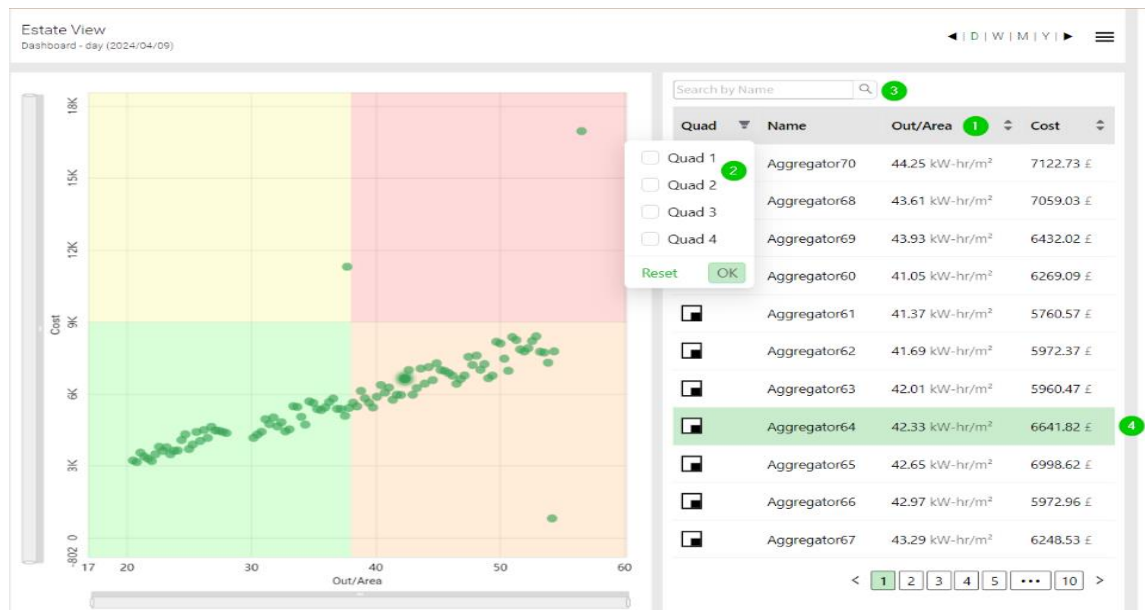 Estate View
Dashboard - day (2024/04/09)
◀ | D | W | M | Y | ▶
18K
15K
12K
9K
6K
3K
0
-802
Cost
17 20 30 40 50 60
Out/Area
Search by Name 3
Quad Name Out/Area 1 Cost
Quad 1
Quad 2
Quad 3
Quad 4
2
Reset OK
Aggregator70 44.25 kW-hr/m² 7122.73 £
Aggregator68 43.61 kW-hr/m² 7059.03 £
Aggregator69 43.93 kW-hr/m² 6432.02 £
Aggregator60 41.05 kW-hr/m² 6269.09 £
Aggregator61 41.37 kW-hr/m² 5760.57 £
Aggregator62 41.69 kW-hr/m² 5972.37 £
Aggregator63 42.01 kW-hr/m² 5960.47 £
Aggregator64 42.33 kW-hr/m² 6641.82 £ 4
Aggregator65 42.65 kW-hr/m² 6998.62 £
Aggregator66 42.97 kW-hr/m² 5972.96 £
Aggregator67 43.29 kW-hr/m² 6248.53 £
< 1 2 3 4 5 ••• 10 >